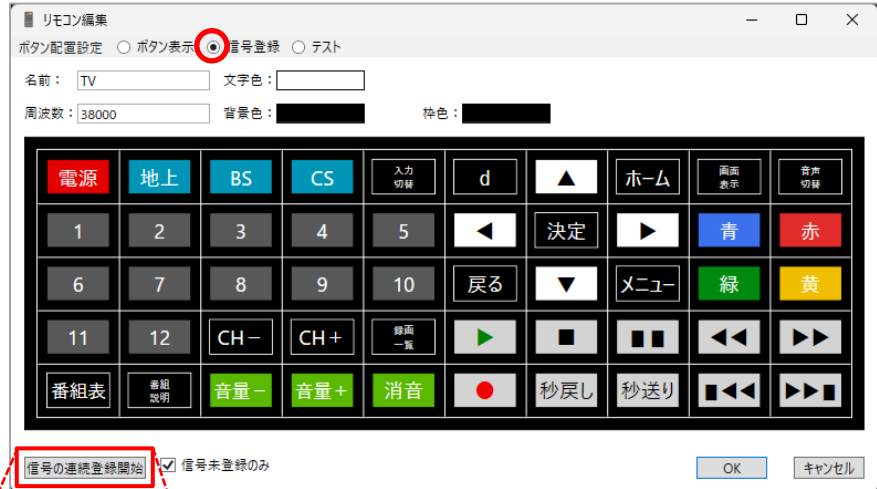 リモコン編集
ボタン配置設定 ボタン表示 信号登録 テスト
名前： TV 文字色：
周波数： 38000 背景色： 枠色：
電源 地上 BS CS 入力切替 d ▲ ホーム 画面表示 音声切替
1 2 3 4 5 ◀ 決定 ▶ 青 赤
6 7 8 9 10 戻る ▼ メニュー 緑 黄
11 12 CH－ CH＋ 録画一覧 ▶ ■ ▮▮ ◀◀ ▶▶
番組表 番組説明 音量－ 音量＋ 消音 ● 秒戻し 秒送り ▮◀◀ ▶▶▮
信号の連続登録開始 信号未登録のみ OK キャンセル